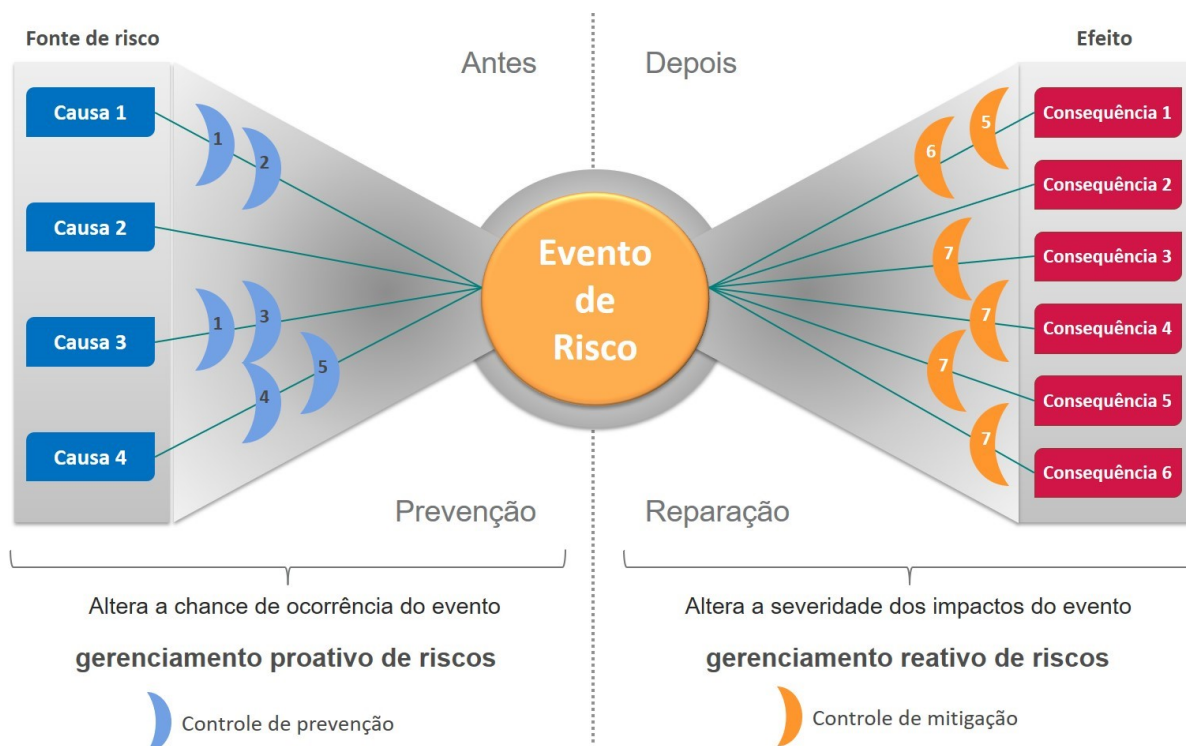 Fonte de risco
Antes
Depois
Efeito
Causa 1
Causa 2
Causa 3
Causa 4
1
2
1
3
4
5
Evento
de
Risco
5
6
7
7
7
7
Consequência 1
Consequência 2
Consequência 3
Consequência 4
Consequência 5
Consequência 6
Prevenção
Reparação
Altera a chance de ocorrência do evento
gerenciamento proativo de riscos
Controle de prevenção
Altera a severidade dos impactos do evento
gerenciamento reativo de riscos
Controle de mitigação